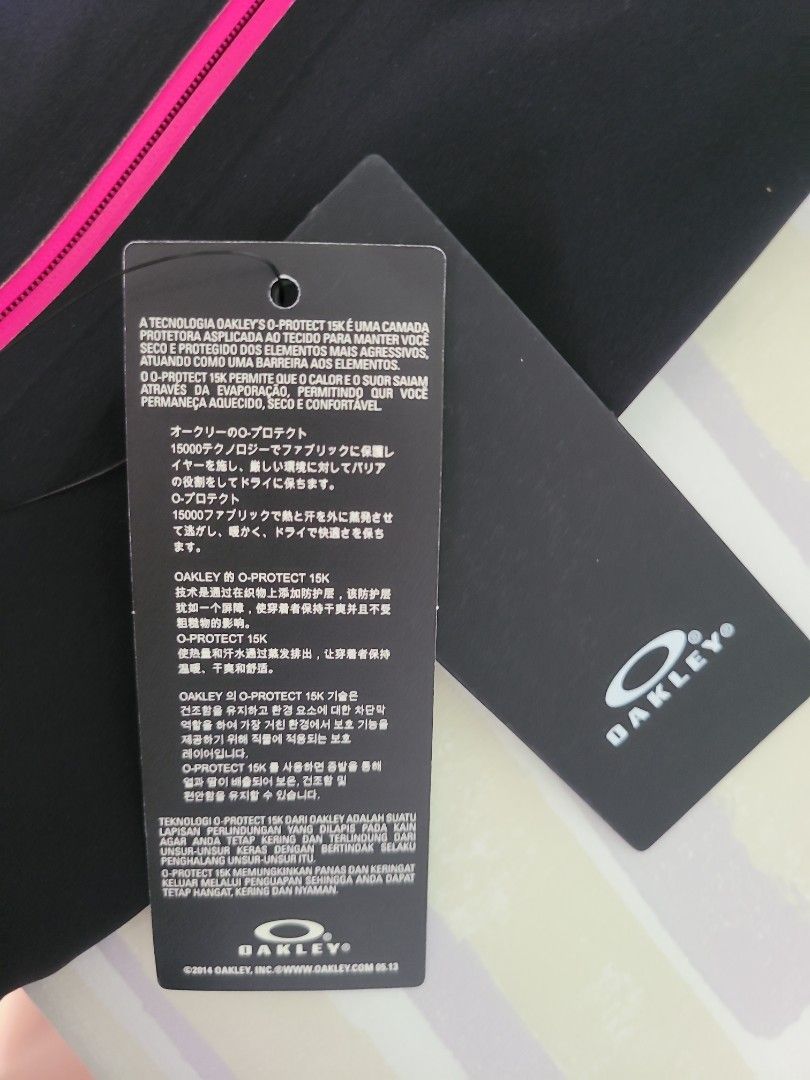 A TECNOLOGIA OAKLEY'S O-PROTECT 15K É UMA CAMADA
PROTETORA ASPLICADA AO TECIDO PARA MANTER VOCÊ
SECO E PROTEGIDO DOS ELEMENTOS MAIS AGRESSIVOS,
ATUANDO COMO UMA BARREIRA AOS ELEMENTOS.
O O-PROTECT 15K PERMITE QUE O CALOR E O SUOR SAIAM
ATRAVÉS DA EVAPORAÇÃO, PERMITINDO QUR VOCÊ
PERMANEÇA AQUECIDO, SECO E CONFORTÁVEL.
オークリーのO-プロテクト
15000テクノロジーでファブリックに保護レ
イヤーを施し、厳しい環境に対してバリア
の役割をしてドライに保ちます。
O-プロテクト
15000ファブリックで熱と汗を外に蒸発させ
て逃がし、暖かく、ドライで快適さを保ち
ます。
OAKLEY 的 O-PROTECT 15K
技术是通过在织物上添加防护层，该防护层
犹如一个屏障，使穿着者保持干爽并且不受
粗糙物的影响。
O-PROTECT 15K
使热量和汗水通过蒸发排出，让穿着者保持
温暖、干爽和舒适。
OAKLEY 의 O-PROTECT 15K 기술은
건조함을 유지하고 환경 요소에 대한 차단막
역할을 하여 가장 거친 환경에서 보호 기능을
제공하기 위해 직물에 적용되는 보호
레이어입니다.
O-PROTECT 15K 를 사용하면 증발을 통해
열과 땀이 배출되어 보온, 건조함 및
편안함을 유지할 수 있습니다.
TEKNOLOGI O-PROTECT 15K DARI OAKLEY ADALAH SUATU
LAPISAN PERLINDUNGAN YANG DILAPIS PADA KAIN
AGAR ANDA TETAP KERING DAN TERLINDUNG DARI
UNSUR-UNSUR KERAS DENGAN BERTINDAK SELAKU
PENGHALANG UNSUR-UNSUR ITU.
O-PROTECT 15K MEMUNGKINKAN PANAS DAN KERINGAT
KELUAR MELALUI PENGUAPAN SEHINGGA ANDA DAPAT
TETAP HANGAT, KERING DAN NYAMAN.
OAKLEY®
©2014 OAKLEY, INC.®WWW.OAKLEY.COM 05.13
OAKLEY®